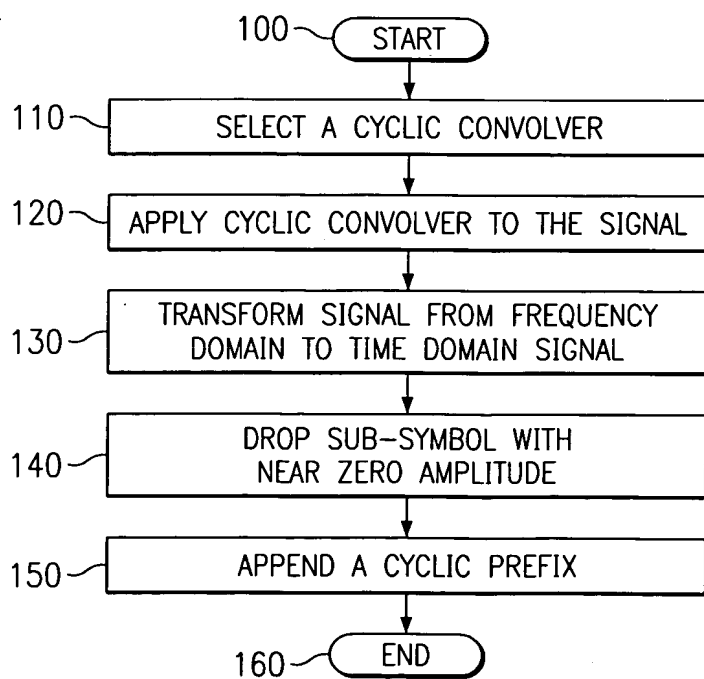 100 START
110 SELECT A CYCLIC CONVOLVER
120 APPLY CYCLIC CONVOLVER TO THE SIGNAL
130 TRANSFORM SIGNAL FROM FREQUENCY
DOMAIN TO TIME DOMAIN SIGNAL
140 DROP SUB-SYMBOL WITH
NEAR ZERO AMPLITUDE
150 APPEND A CYCLIC PREFIX
160 END